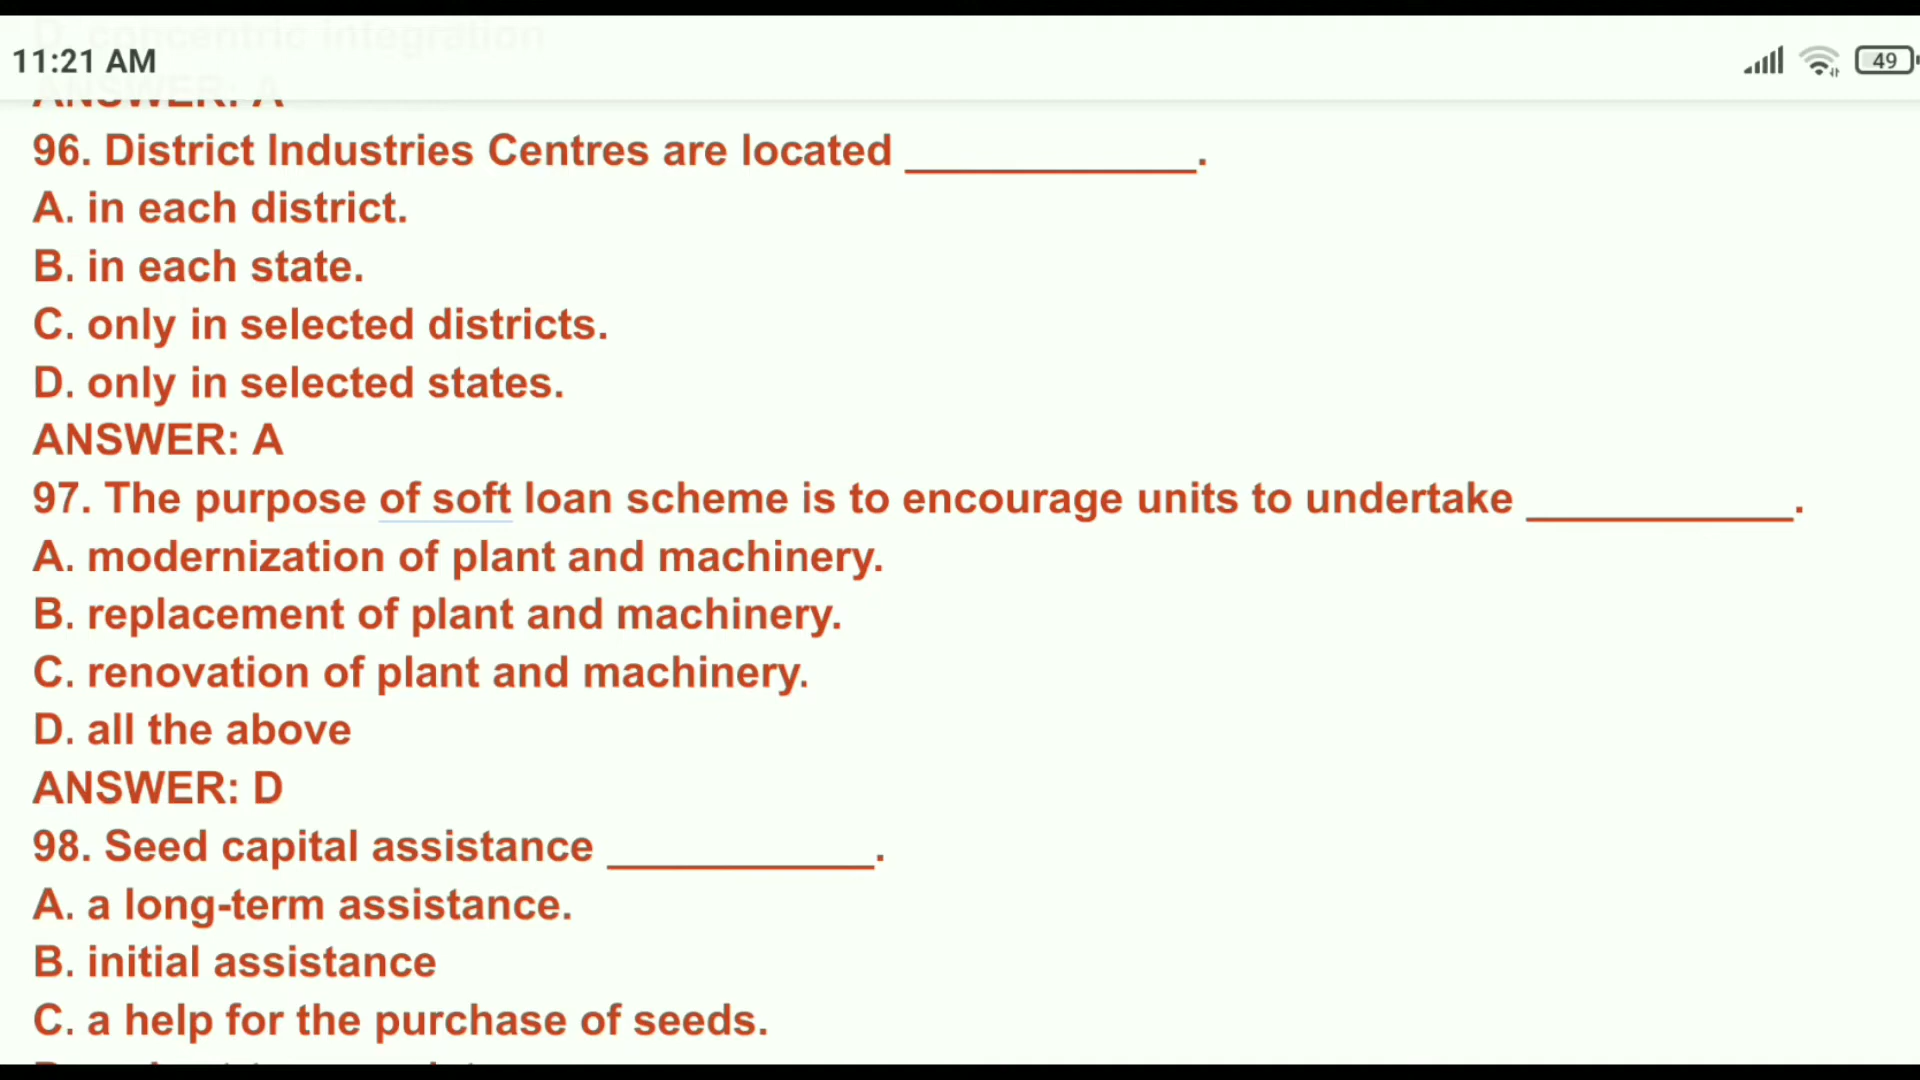 D. concentric integration
11:21 AM
49
ANSWER: A
96. District Industries Centres are located ____________.
A. in each district.
B. in each state.
C. only in selected districts.
D. only in selected states.
ANSWER: A
97. The purpose of soft loan scheme is to encourage units to undertake ___________.
A. modernization of plant and machinery.
B. replacement of plant and machinery.
C. renovation of plant and machinery.
D. all the above
ANSWER: D
98. Seed capital assistance ___________.
A. a long-term assistance.
B. initial assistance
C. a help for the purchase of seeds.